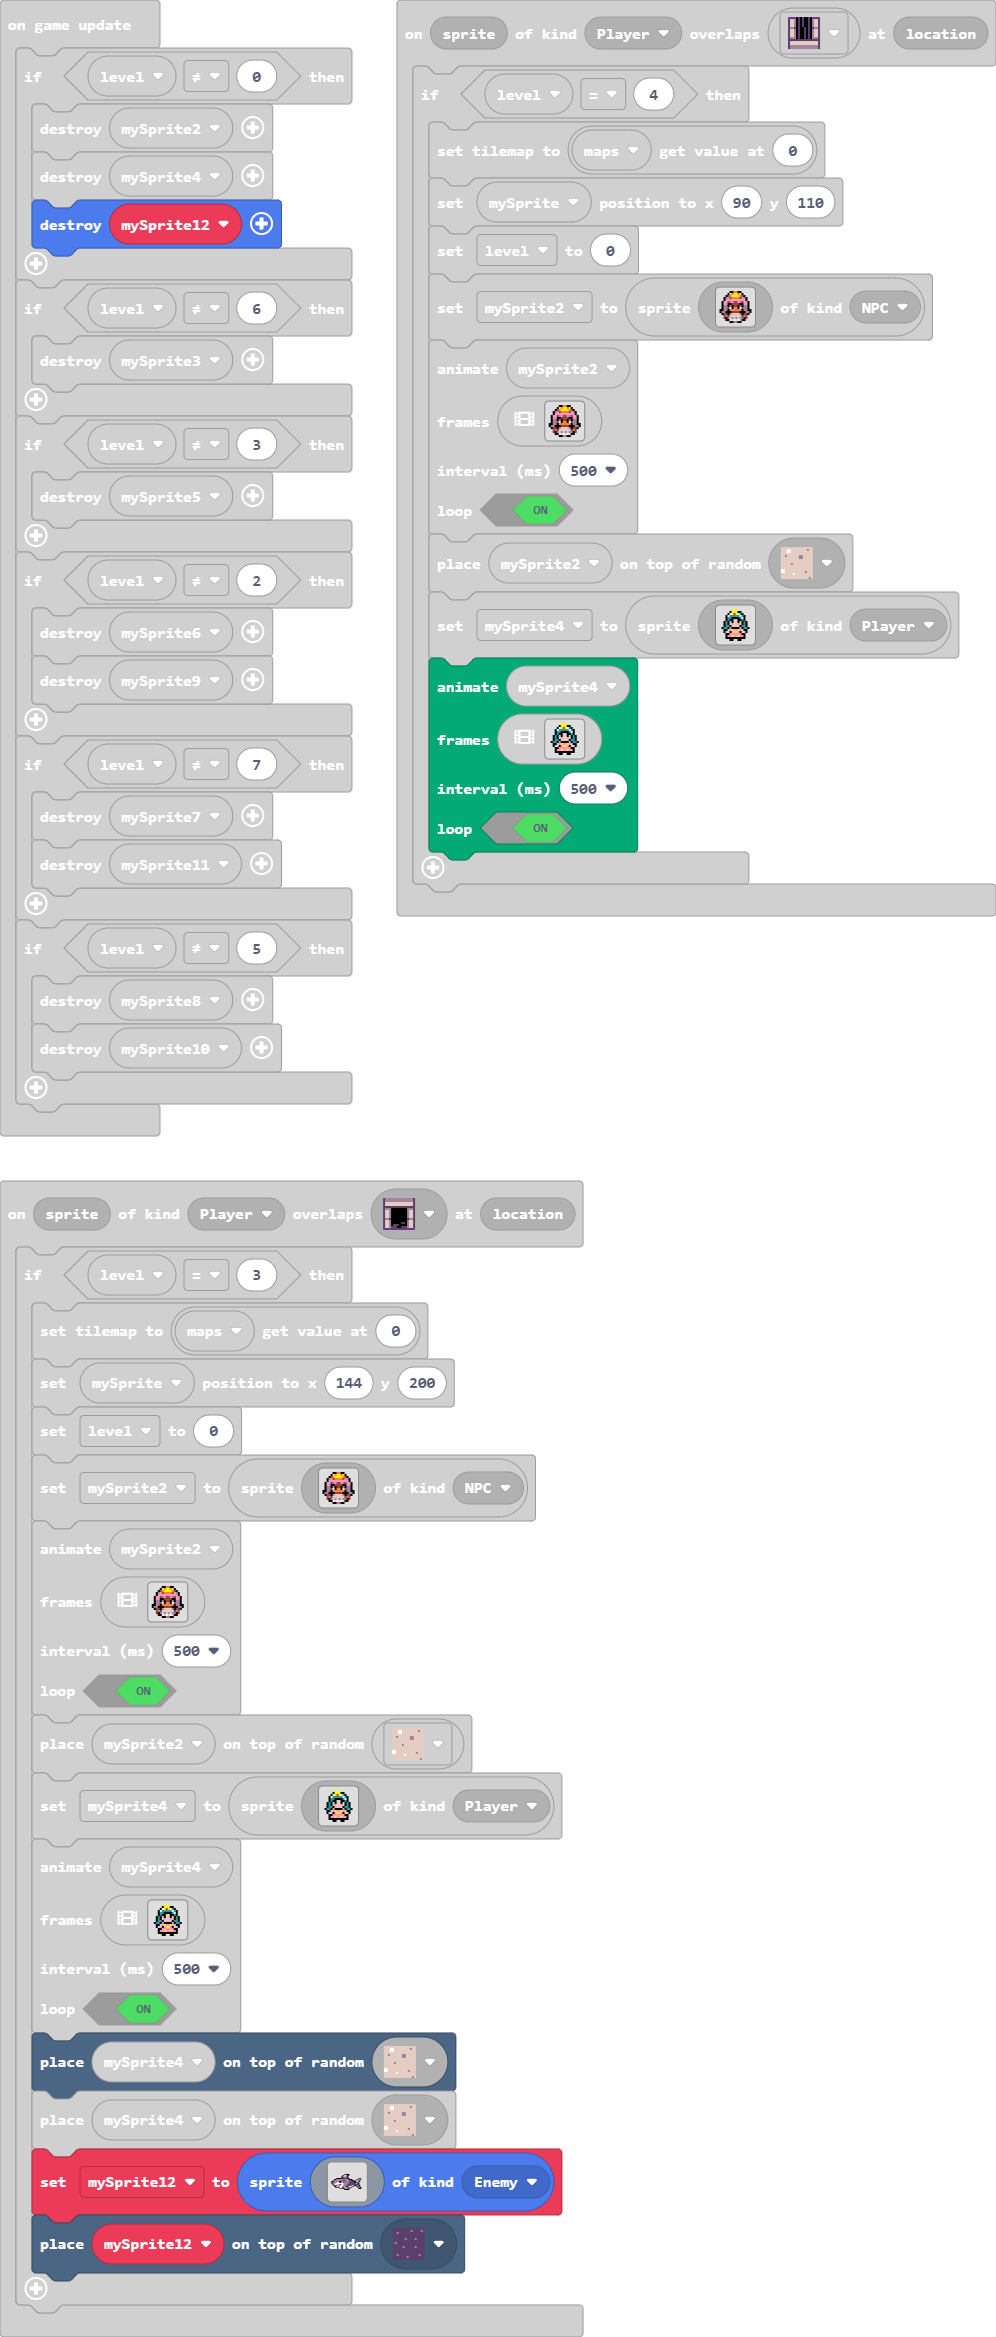 on game update
if level ≠ 0 then
destroy mySprite2
destroy mySprite4
destroy mySprite12
if level ≠ 6 then
destroy mySprite3
if level ≠ 3 then
destroy mySprite5
if level ≠ 2 then
destroy mySprite6
destroy mySprite9
if level ≠ 7 then
destroy mySprite7
destroy mySprite11
if level ≠ 5 then
destroy mySprite8
destroy mySprite10
on sprite of kind Player overlaps at location
if level = 4 then
set tilemap to maps get value at 0
set mySprite position to x 90 y 110
set level to 0
set mySprite2 to sprite of kind NPC
animate mySprite2
frames
interval (ms) 500
loop ON
place mySprite2 on top of random
set mySprite4 to sprite of kind Player
animate mySprite4
frames
interval (ms) 500
loop ON
on sprite of kind Player overlaps at location
if level = 3 then
set tilemap to maps get value at 0
set mySprite position to x 144 y 200
set level to 0
set mySprite2 to sprite of kind NPC
animate mySprite2
frames
interval (ms) 500
loop ON
place mySprite2 on top of random
set mySprite4 to sprite of kind Player
animate mySprite4
frames
interval (ms) 500
loop ON
place mySprite4 on top of random
place mySprite4 on top of random
set mySprite12 to sprite of kind Enemy
place mySprite12 on top of random